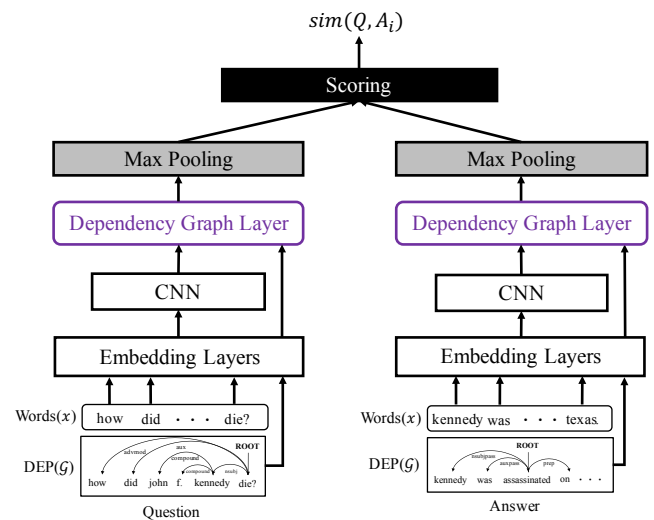 sim(Q, A_i)
Scoring
Max Pooling Max Pooling
Dependency Graph Layer Dependency Graph Layer
CNN CNN
Embedding Layers Embedding Layers
Words(x) how did · · · die? Words(x) kennedy was · · · texas.
ROOT ROOT
advmod aux compound compound nsubj nsubjpass auxpass prep
DEP(𝒢) how did john f. kennedy die? DEP(𝒢) kennedy was assassinated on · · ·
Question Answer